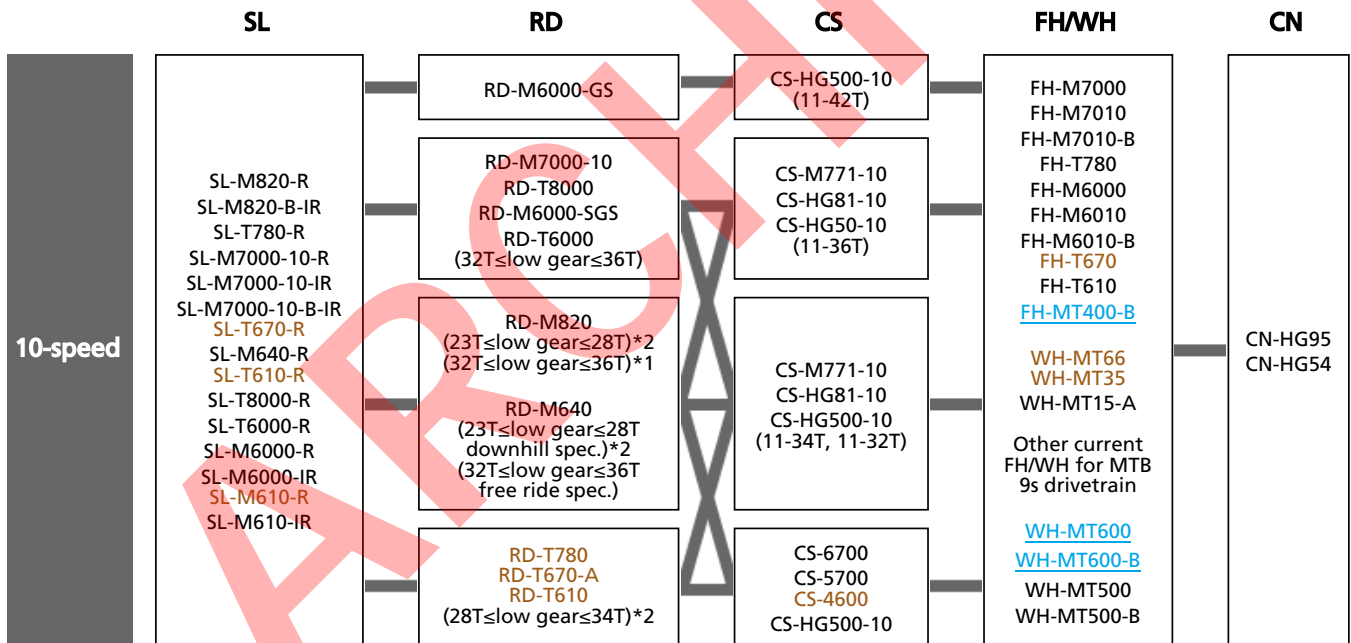 SL
RD
CS
FH/WH
CN
10-speed
SL-M820-R
SL-M820-B-IR
SL-T780-R
SL-M7000-10-R
SL-M7000-10-IR
SL-M7000-10-B-IR
SL-T670-R
SL-M640-R
SL-T610-R
SL-T8000-R
SL-T6000-R
SL-M6000-R
SL-M6000-IR
SL-M610-R
SL-M610-IR
RD-M6000-GS
RD-M7000-10
RD-T8000
RD-M6000-SGS
RD-T6000
(32T≤low gear≤36T)
RD-M820
(23T≤low gear≤28T)*2
(32T≤low gear≤36T)*1
RD-M640
(23T≤low gear≤28T
downhill spec.)*2
(32T≤low gear≤36T
free ride spec.)
RD-T780
RD-T670-A
RD-T610
(28T≤low gear≤34T)*2
CS-HG500-10
(11-42T)
CS-M771-10
CS-HG81-10
CS-HG50-10
(11-36T)
CS-M771-10
CS-HG81-10
CS-HG500-10
(11-34T, 11-32T)
CS-6700
CS-5700
CS-4600
CS-HG500-10
FH-M7000
FH-M7010
FH-M7010-B
FH-T780
FH-M6000
FH-M6010
FH-M6010-B
FH-T670
FH-T610
FH-MT400-B
WH-MT66
WH-MT35
WH-MT15-A
Other current
FH/WH for MTB
9s drivetrain
WH-MT600
WH-MT600-B
WH-MT500
WH-MT500-B
CN-HG95
CN-HG54
ARCHI